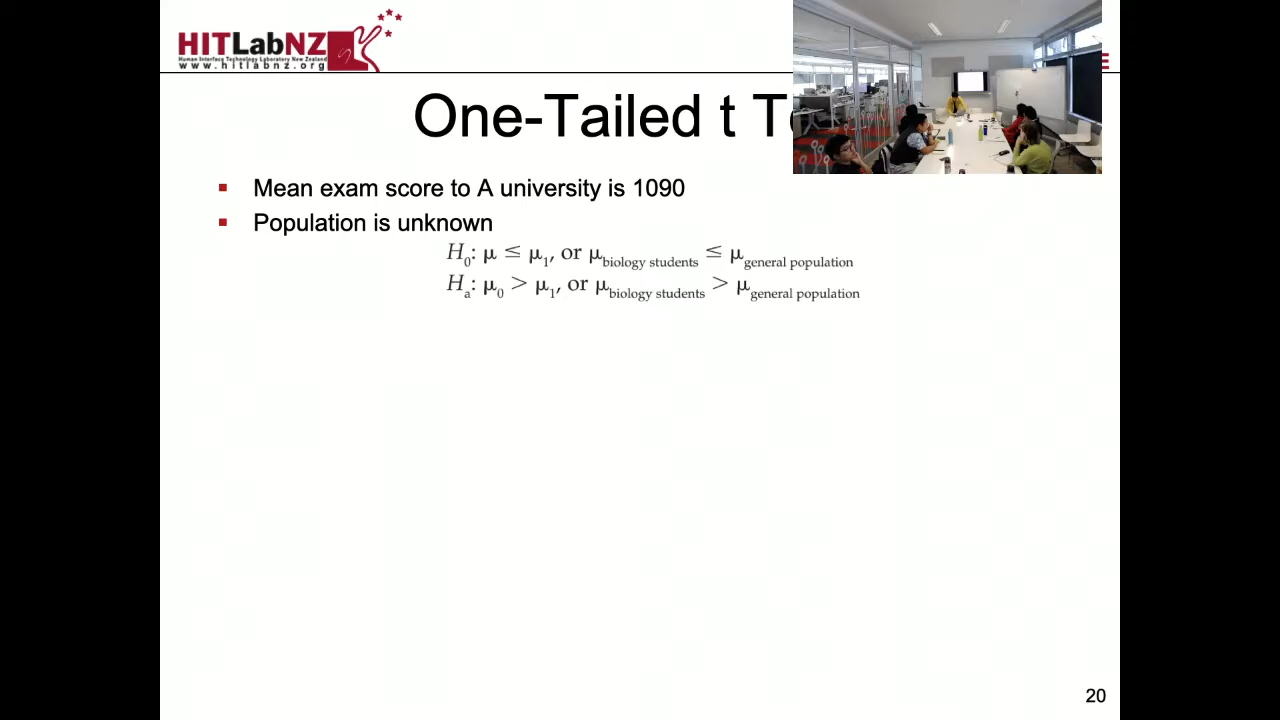 HITLabNZ
Human Interface Technology Laboratory New Zealand
www.hitlabnz.org
One-Tailed t
Mean exam score to A university is 1090
Population is unknown
H0: μ ≤ μ1, or μbiology students ≤ μgeneral population
Ha: μ0 > μ1, or μbiology students > μgeneral population
20